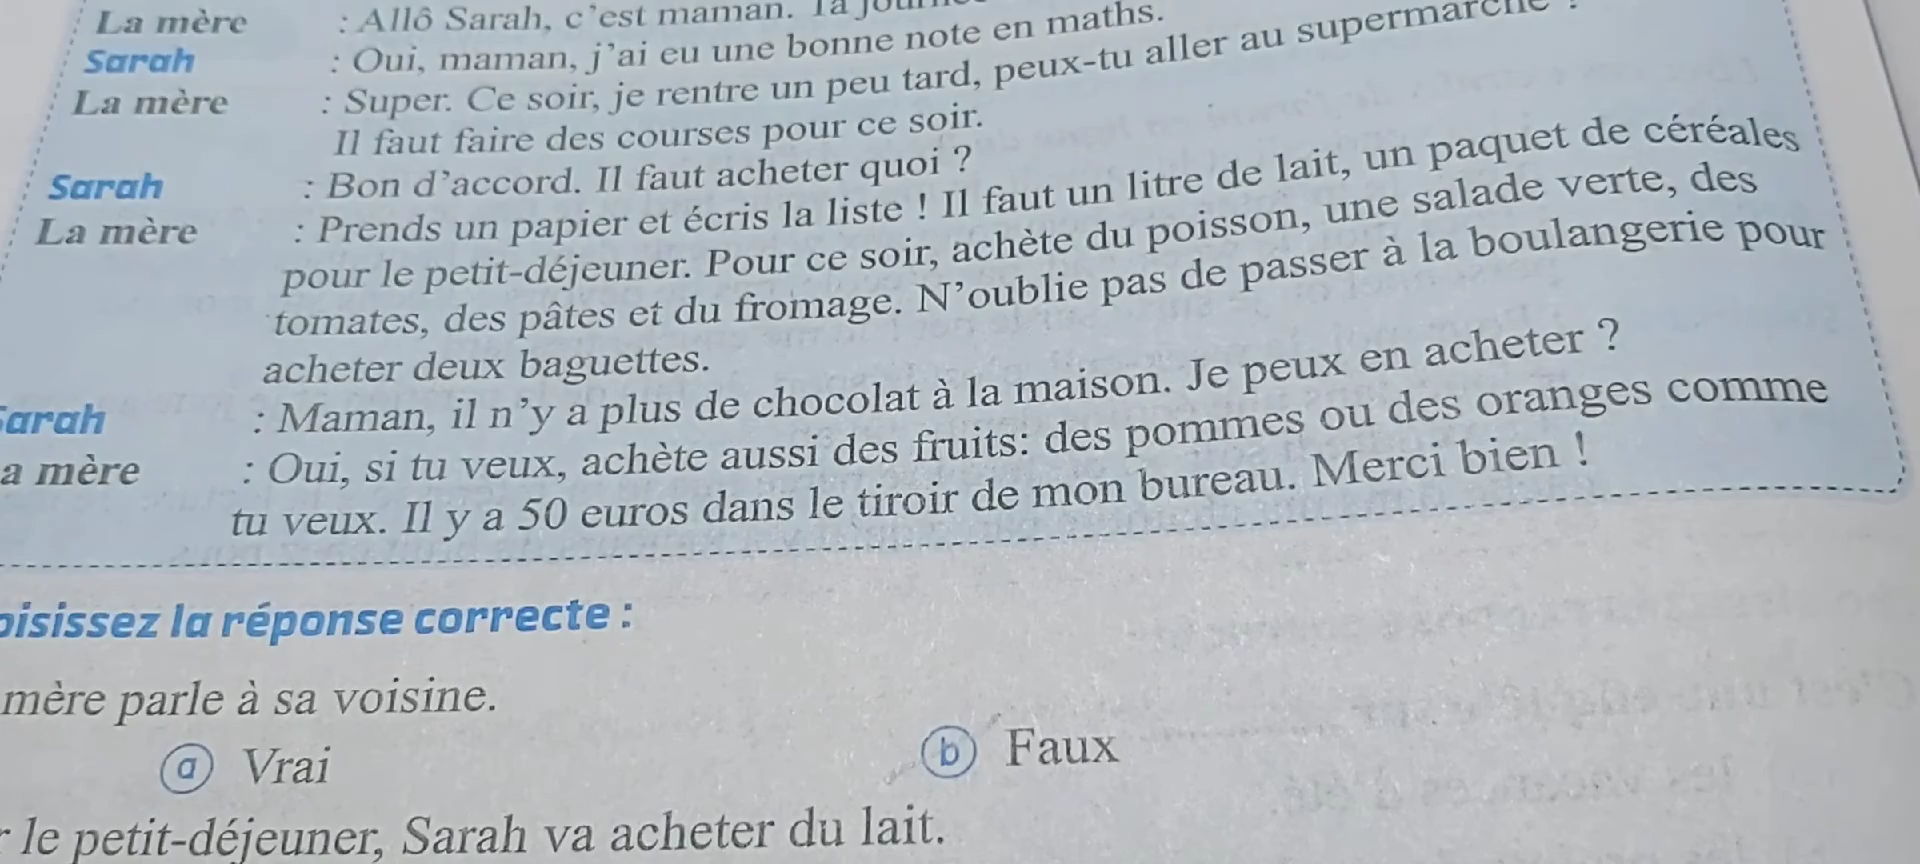 La mère : Allô Sarah, c'est maman. Ta
Sarah : Oui, maman, j'ai eu une bonne note en maths.
La mère : Super. Ce soir, je rentre un peu tard, peux-tu aller au supermarché ?
Il faut faire des courses pour ce soir.
Sarah : Bon d'accord. Il faut acheter quoi ?
La mère : Prends un papier et écris la liste ! Il faut un litre de lait, un paquet de céréales
pour le petit-déjeuner. Pour ce soir, achète du poisson, une salade verte, des
tomates, des pâtes et du fromage. N'oublie pas de passer à la boulangerie pour
acheter deux baguettes.
Sarah : Maman, il n'y a plus de chocolat à la maison. Je peux en acheter ?
a mère : Oui, si tu veux, achète aussi des fruits: des pommes ou des oranges comme
tu veux. Il y a 50 euros dans le tiroir de mon bureau. Merci bien !
oisissez la réponse correcte :
mère parle à sa voisine.
a Vrai b Faux
r le petit-déjeuner, Sarah va acheter du lait.